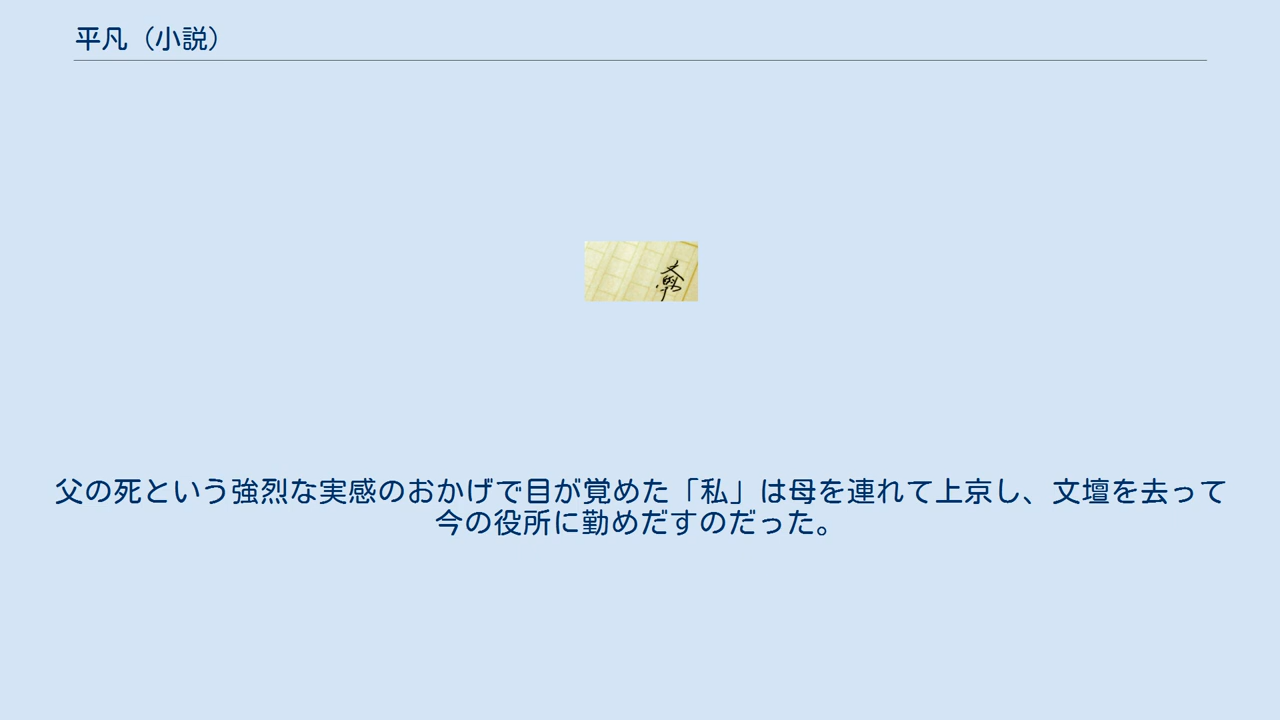 平凡（小説）
父の死という強烈な実感のおかげで目が覚めた「私」は母を連れて上京し、文壇を去って
今の役所に勤めだすのだった。